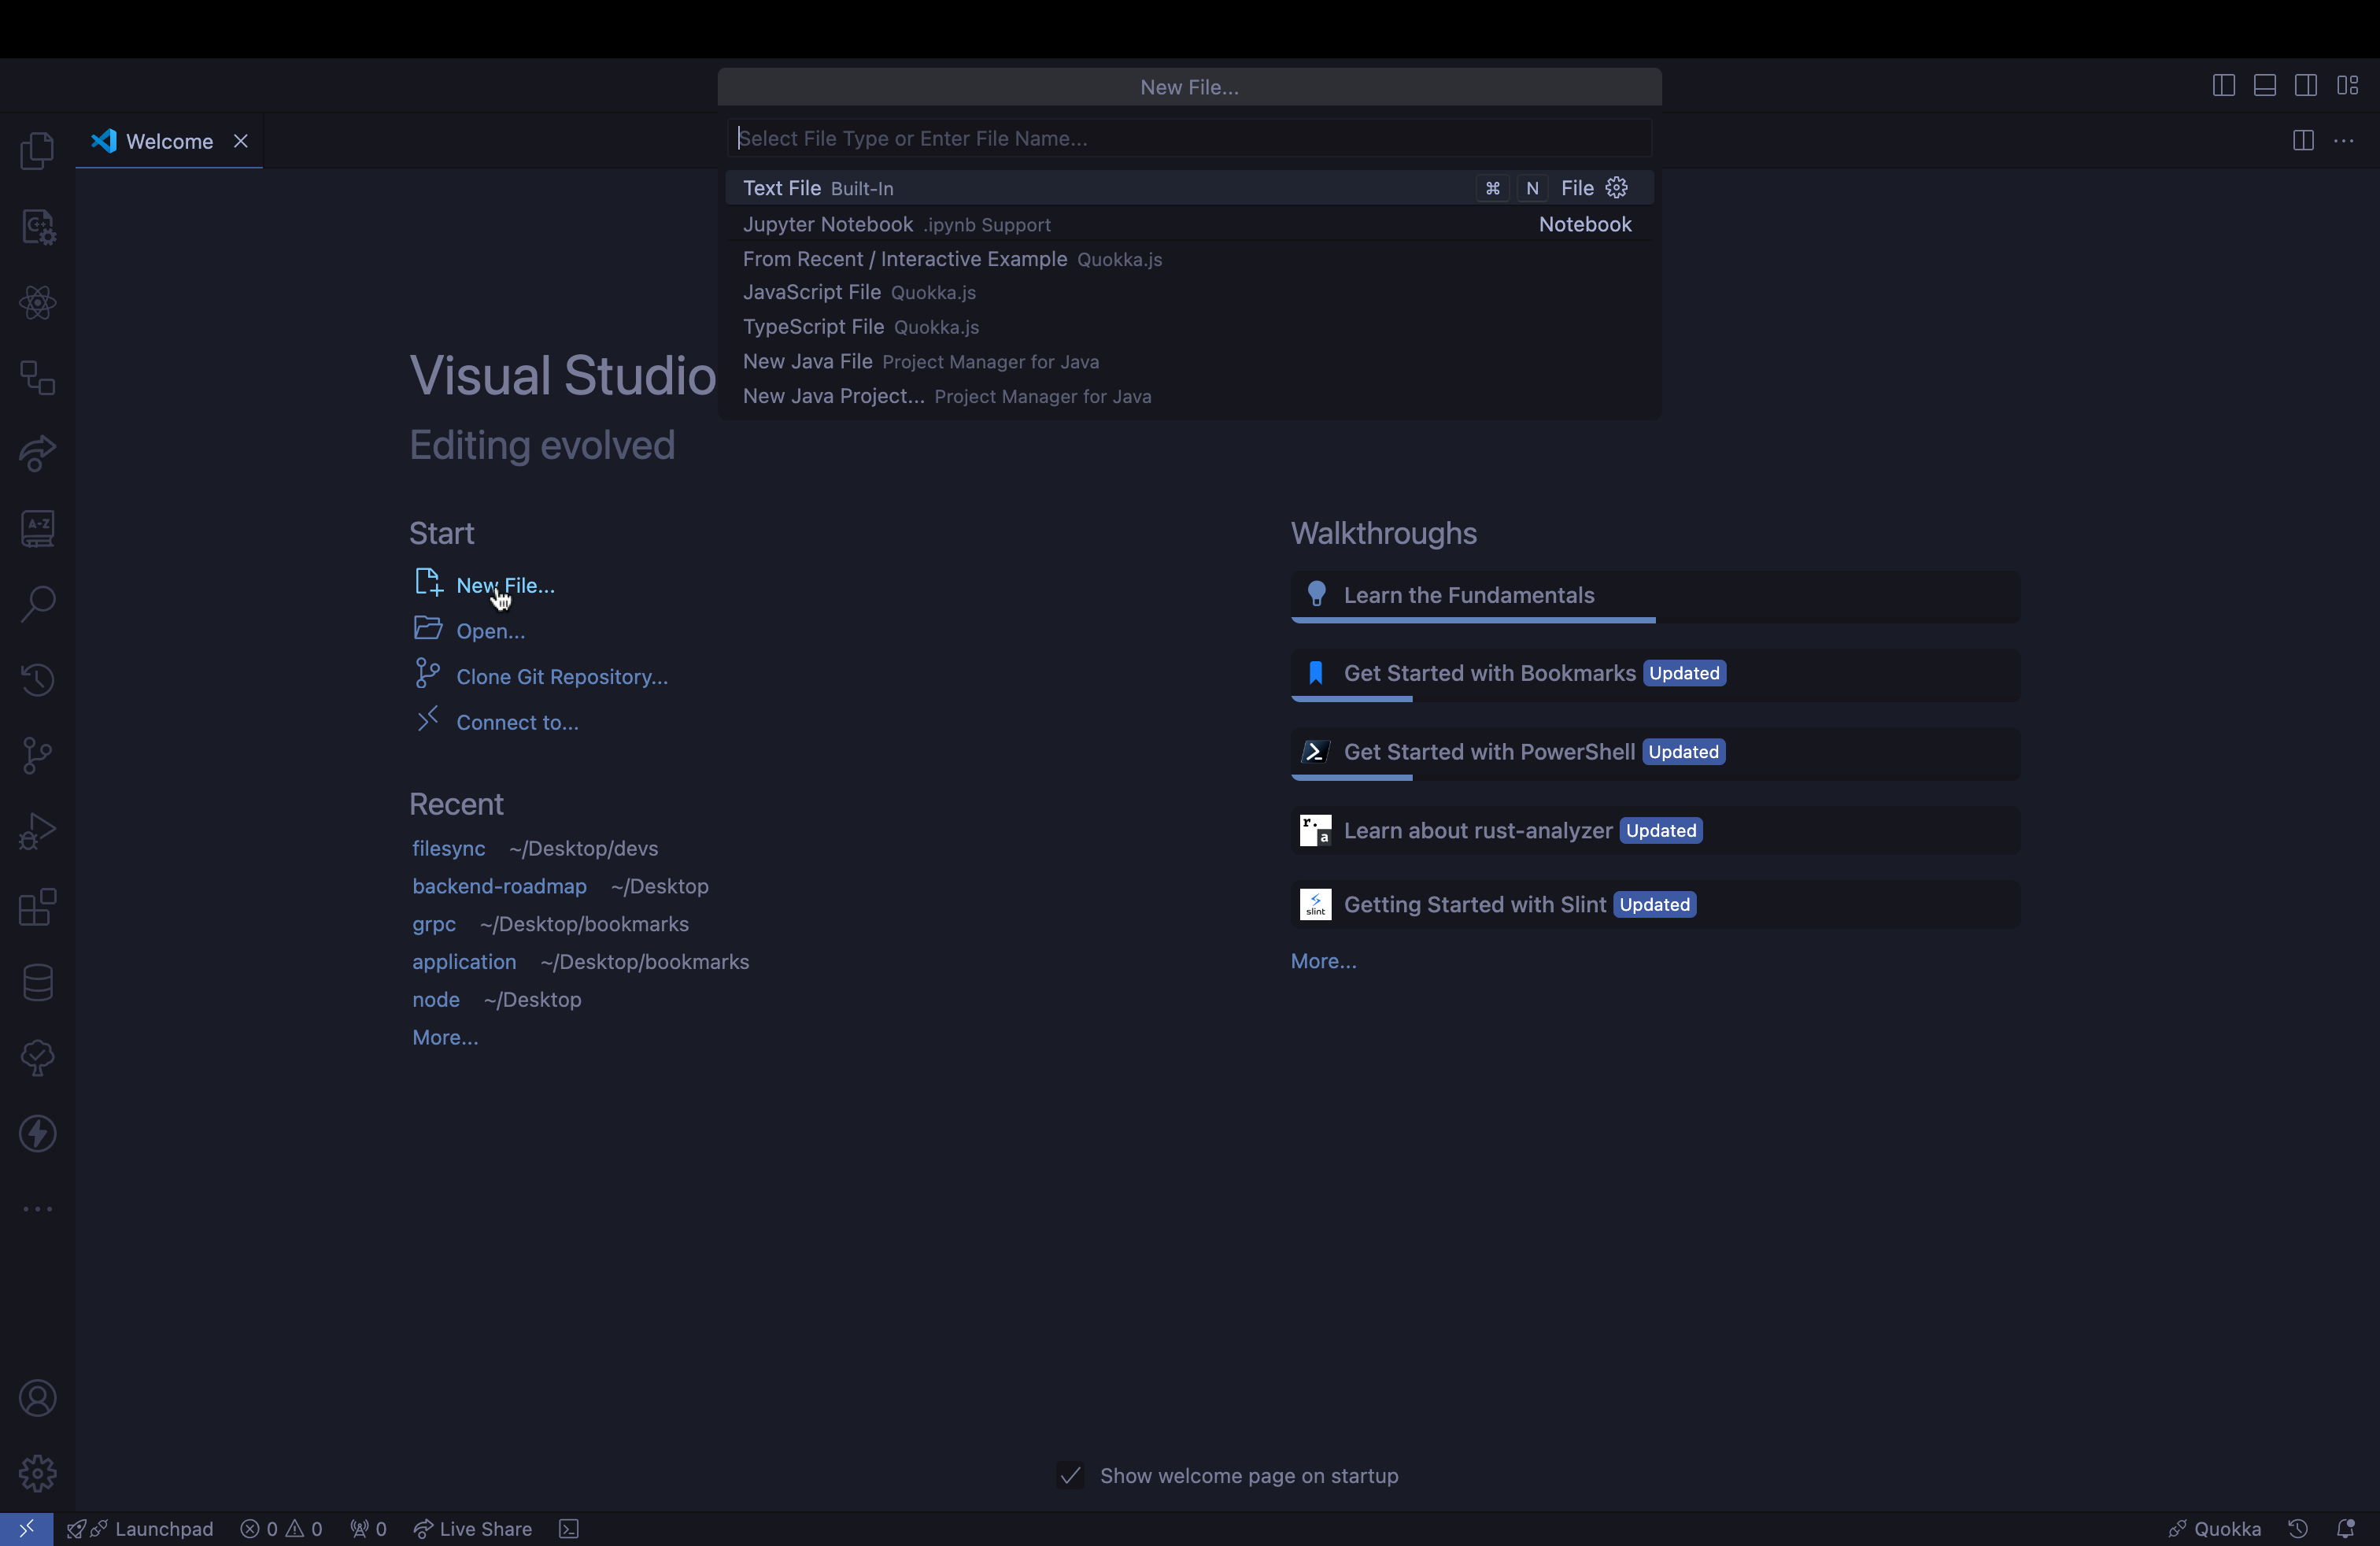 New File...
Welcome
Select File Type or Enter File Name...
Text File Built-In ⌘ N File
Jupyter Notebook .ipynb Support Notebook
From Recent / Interactive Example Quokka.js
JavaScript File Quokka.js
TypeScript File Quokka.js
New Java File Project Manager for Java
New Java Project... Project Manager for Java
Visual Studio
Editing evolved
Start
New File...
Open...
Clone Git Repository...
Connect to...
Recent
filesync ~/Desktop/devs
backend-roadmap ~/Desktop
grpc ~/Desktop/bookmarks
application ~/Desktop/bookmarks
node ~/Desktop
More...
Walkthroughs
Learn the Fundamentals
Get Started with Bookmarks Updated
Get Started with PowerShell Updated
r. a Learn about rust-analyzer Updated
slint Getting Started with Slint Updated
More...
C++
A-Z
Show welcome page on startup
Launchpad 0 0 0 Live Share Quokka